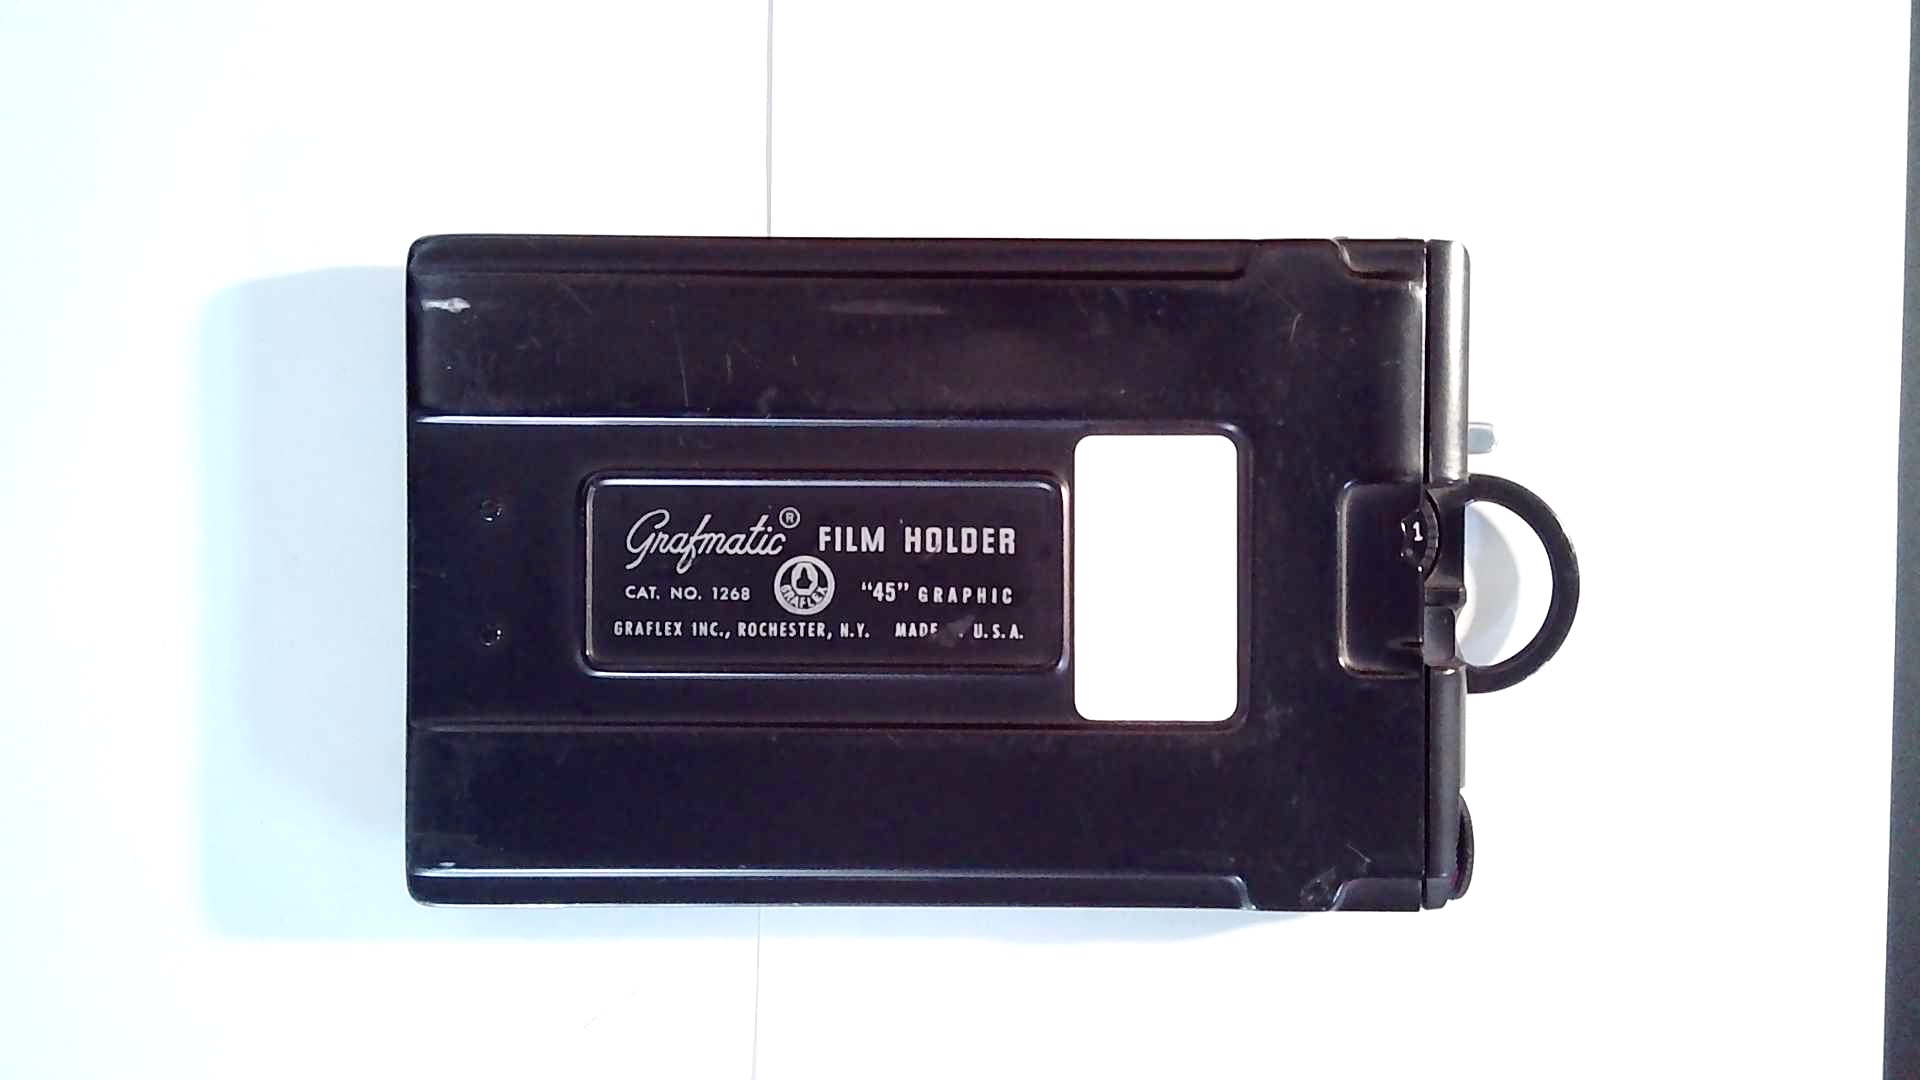 Grafmatic® FILM HOLDER
CAT. NO. 1268 GRAFLEX "45" GRAPHIC
GRAFLEX INC., ROCHESTER, N.Y. MADE U.S.A.
1